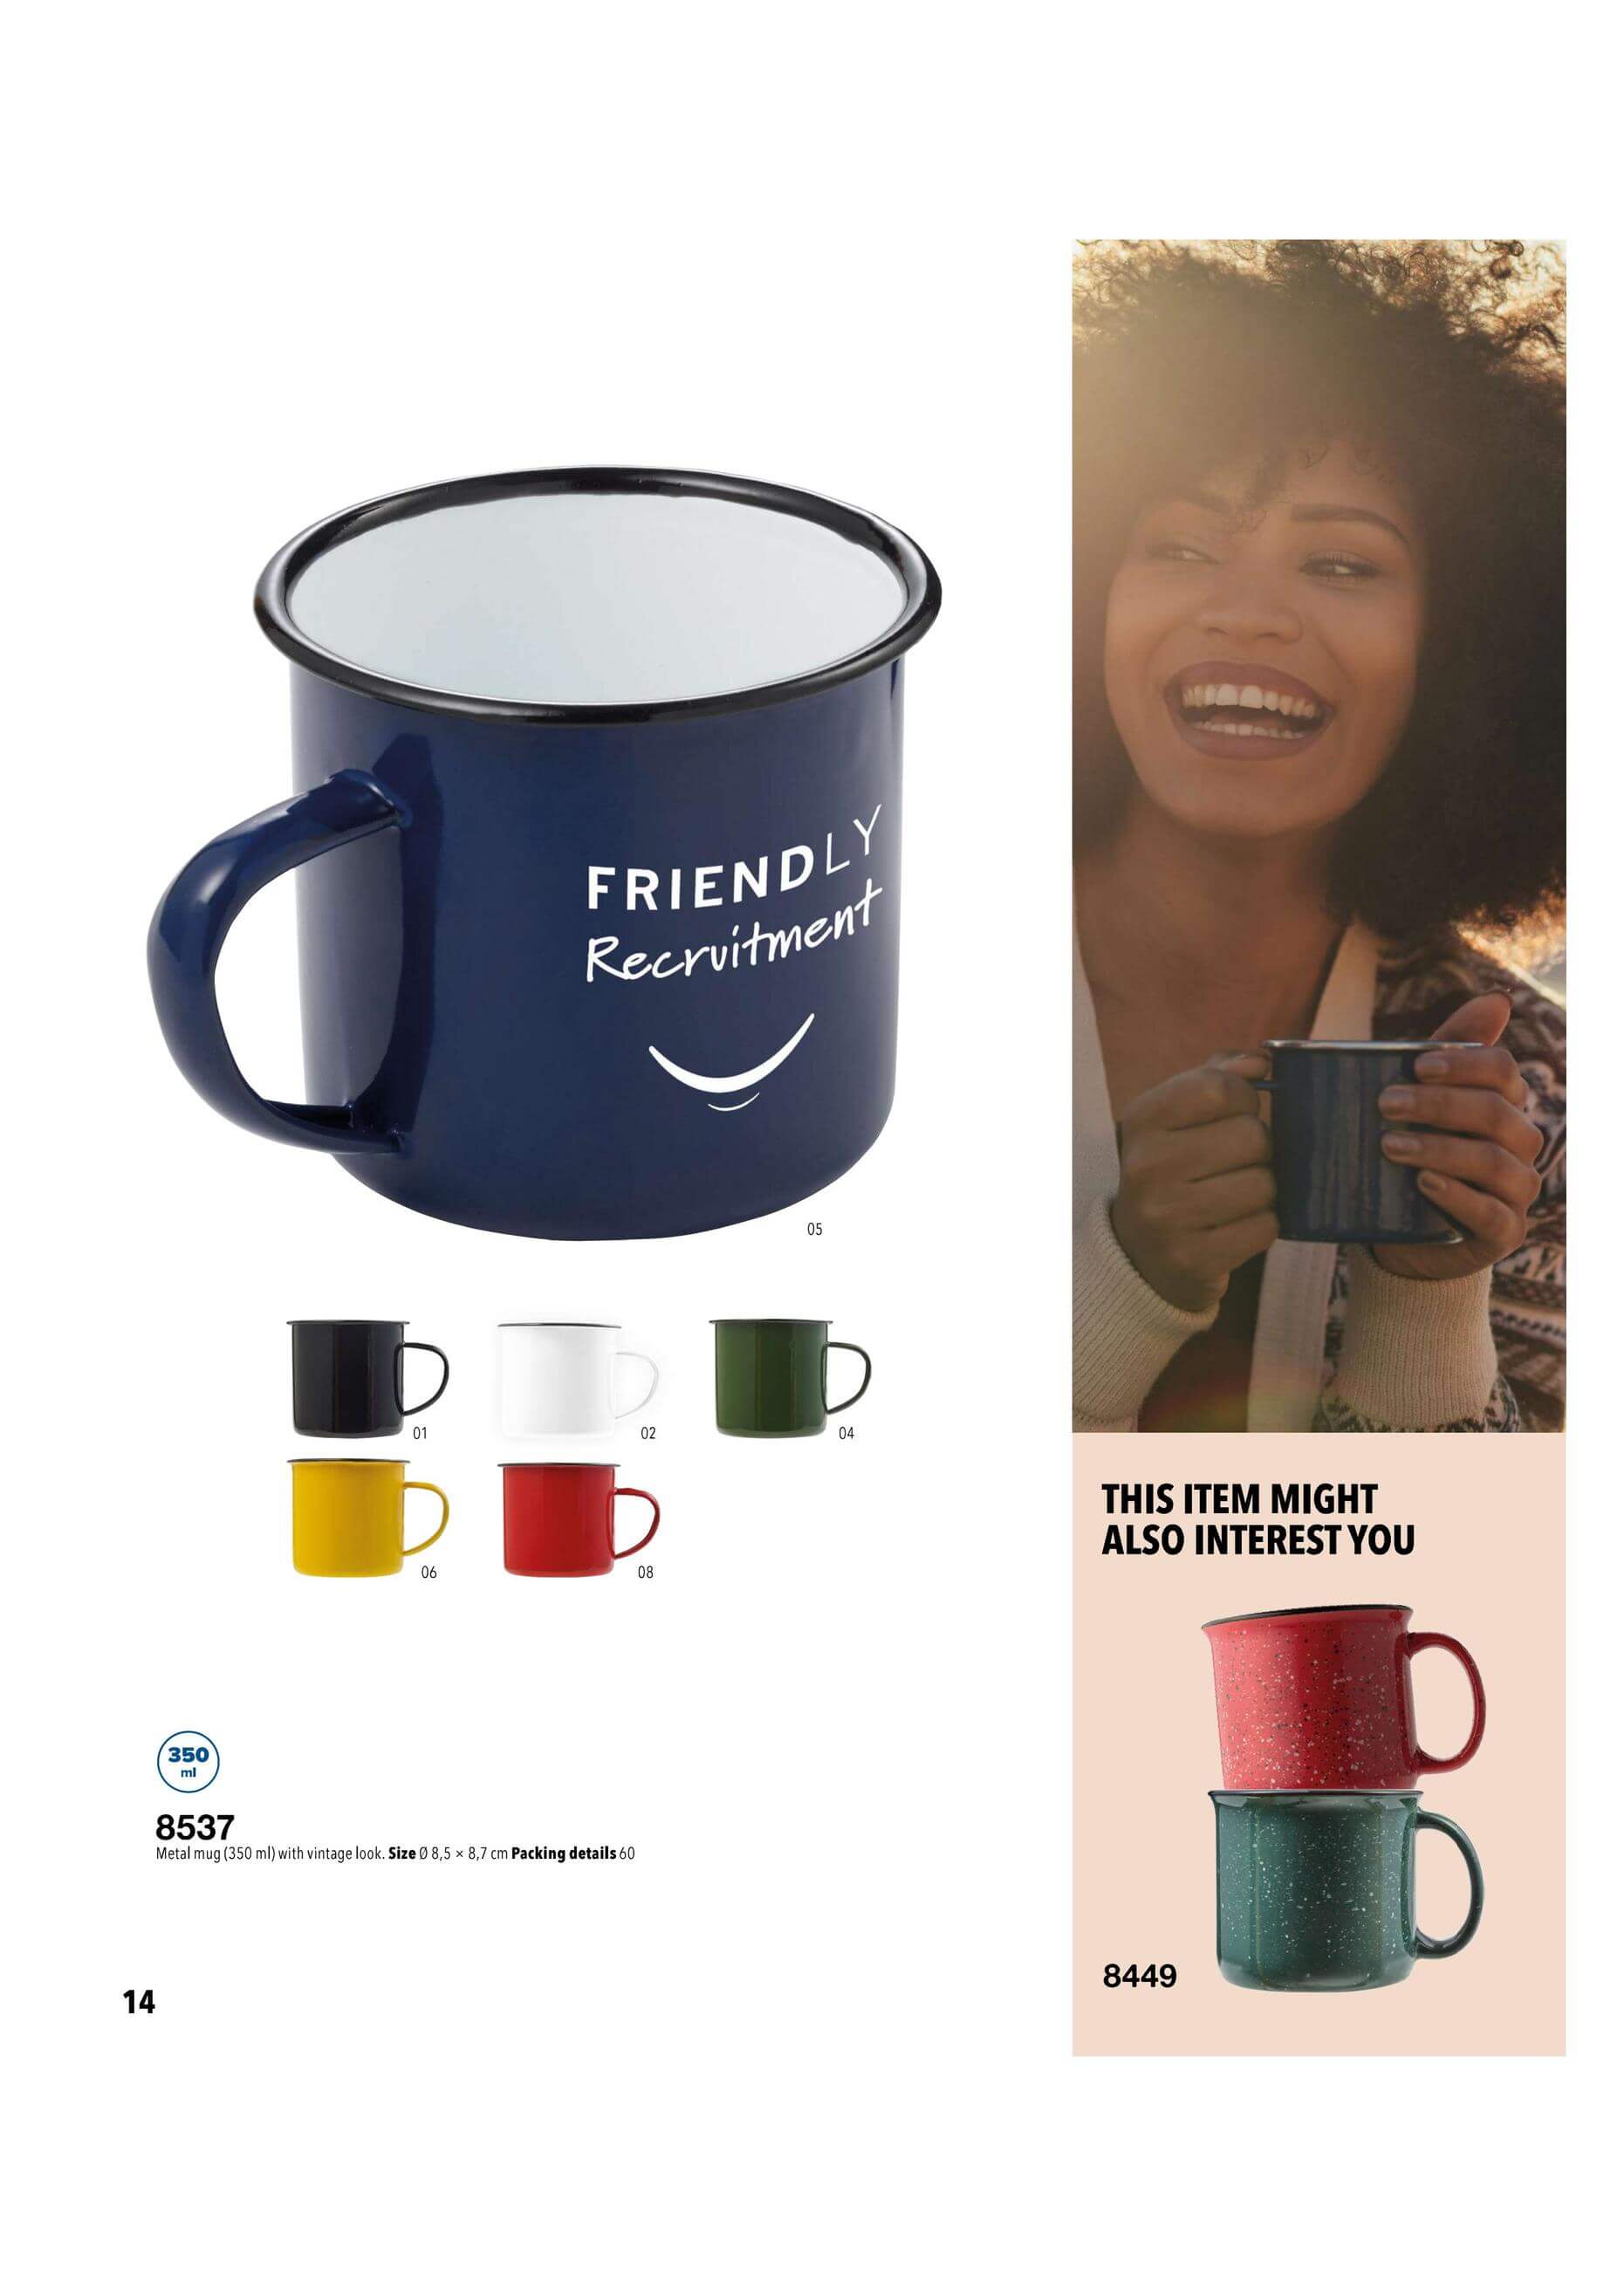 FRIENDLY
Recruitment
05
01
02
04
06
08
350
ml
8537
Metal mug (350 ml) with vintage look. Size Ø 8,5 × 8,7 cm Packing details 60
14
THIS ITEM MIGHT
ALSO INTEREST YOU
8449